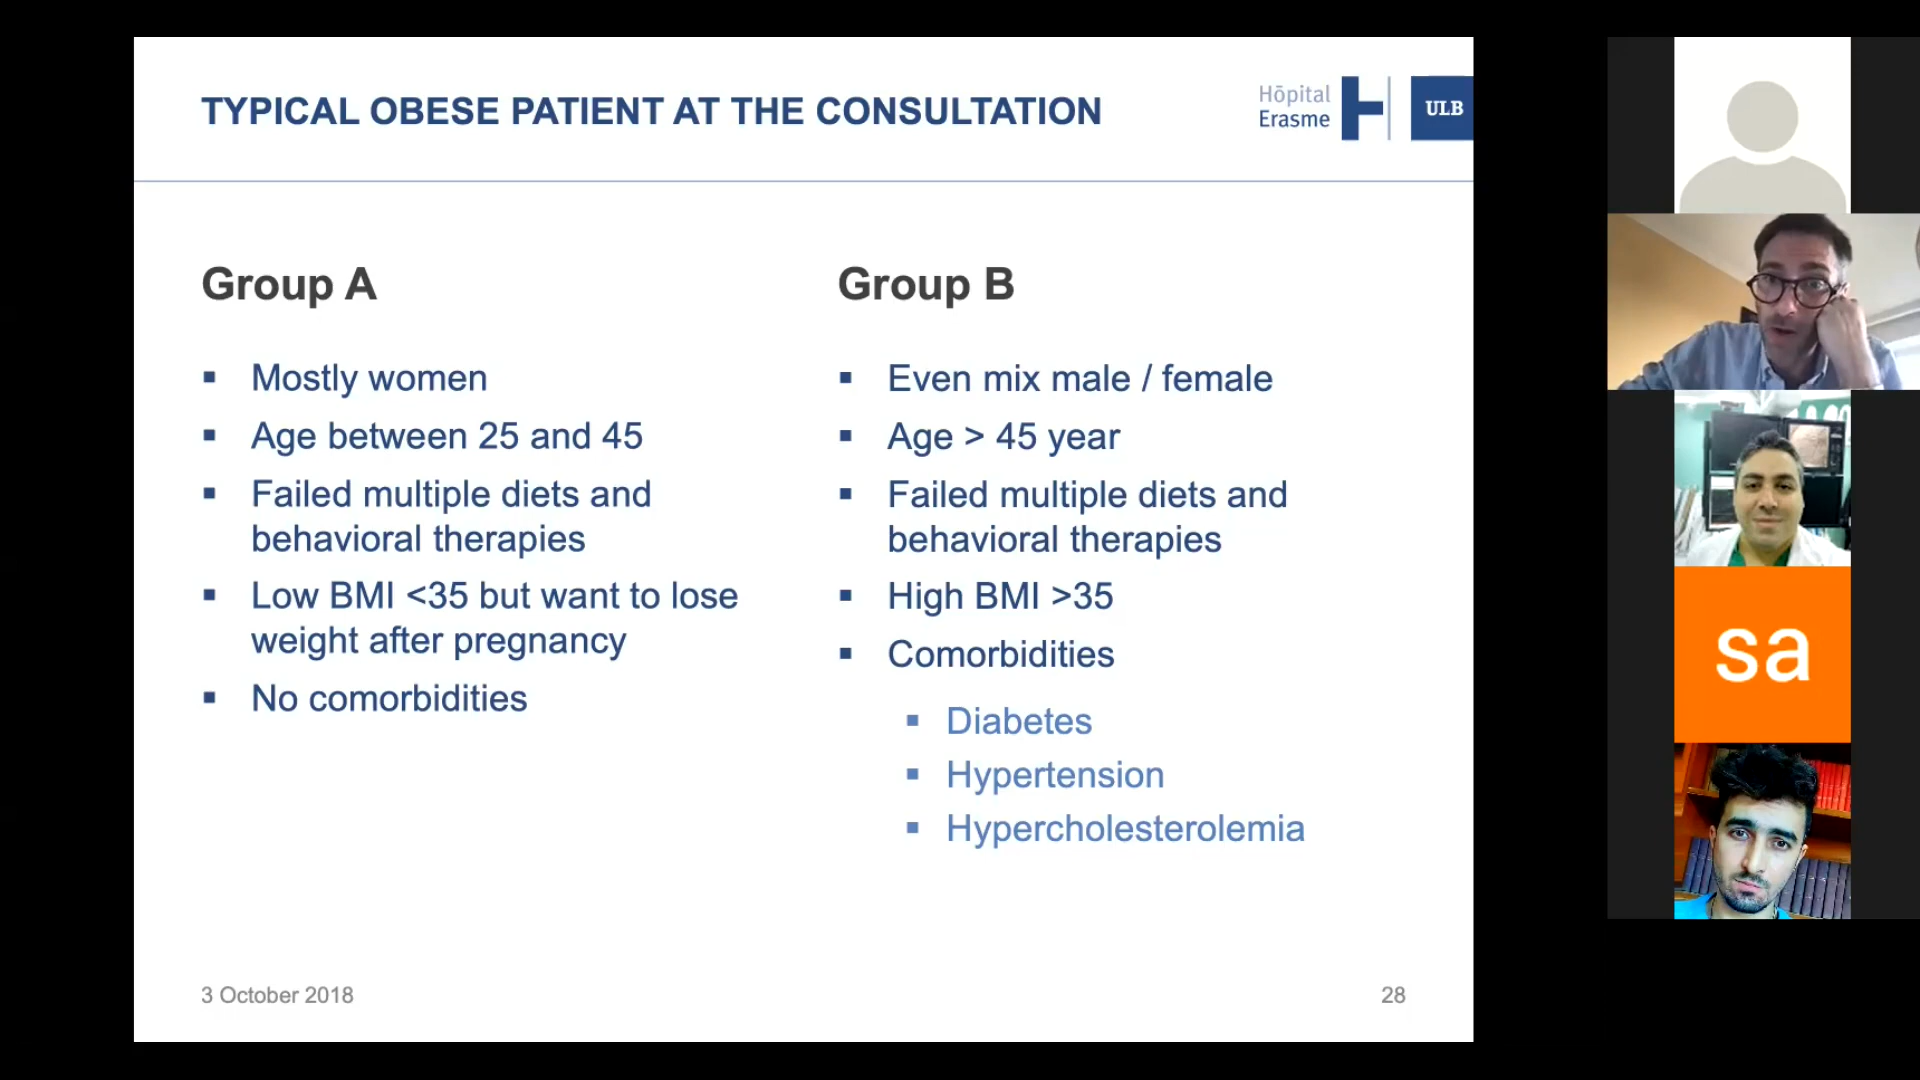 TYPICAL OBESE PATIENT AT THE CONSULTATION
Hôpital
Erasme
ULB
Group A
▪ Mostly women
▪ Age between 25 and 45
▪ Failed multiple diets and
behavioral therapies
▪ Low BMI <35 but want to lose
weight after pregnancy
▪ No comorbidities
Group B
▪ Even mix male / female
▪ Age > 45 year
▪ Failed multiple diets and
behavioral therapies
▪ High BMI >35
▪ Comorbidities
▪ Diabetes
▪ Hypertension
▪ Hypercholesterolemia
3 October 2018
28
sa